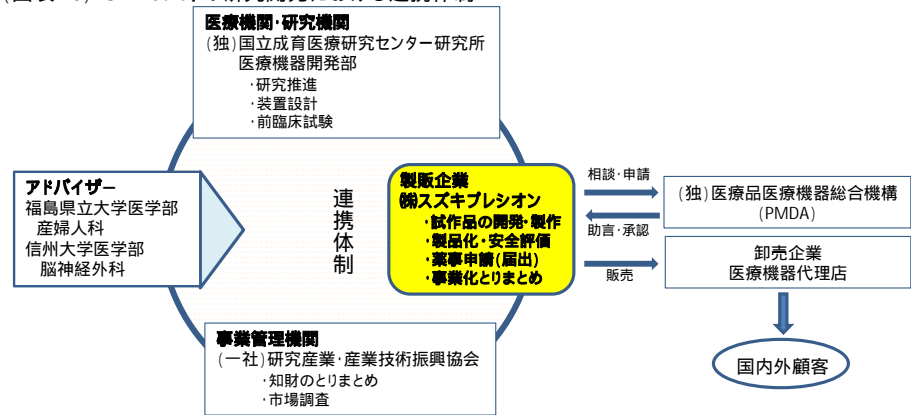 医療機関・研究機関
(独)国立成育医療研究センター研究所
医療機器開発部
・研究推進
・装置設計
・前臨床試験
アドバイザー
福島県立大学医学部
産婦人科
信州大学医学部
脳神経外科
連携体制
製販企業
㈱スズキプレシオン
・試作品の開発・製作
・製品化・安全評価
・薬事申請(届出)
・事業化とりまとめ
相談・申請
助言・承認
販売
(独)医療品医療機器総合機構
(PMDA)
卸売企業
医療機器代理店
国内外顧客
事業管理機関
(一社)研究産業・産業技術振興協会
・知財のとりまとめ
・市場調査